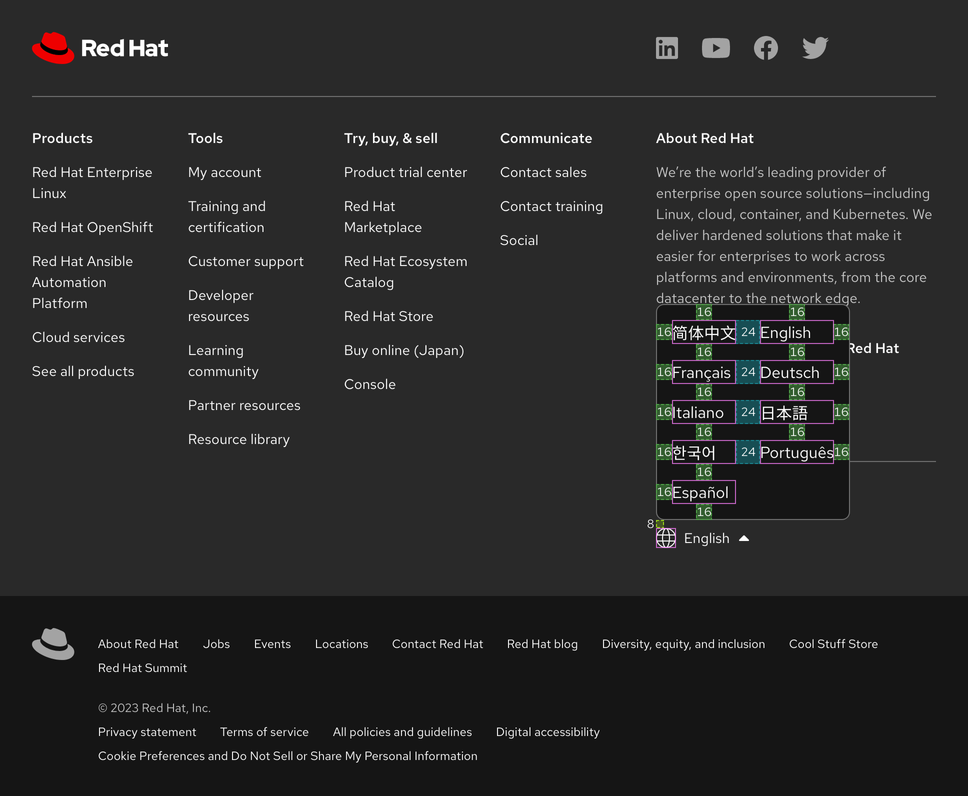 Red Hat
Products
Red Hat Enterprise
Linux
Red Hat OpenShift
Red Hat Ansible
Automation
Platform
Cloud services
See all products
Tools
My account
Training and
certification
Customer support
Developer
resources
Learning
community
Partner resources
Resource library
Try, buy, & sell
Product trial center
Red Hat
Marketplace
Red Hat Ecosystem
Catalog
Red Hat Store
Buy online (Japan)
Console
Communicate
Contact sales
Contact training
Social
About Red Hat
We’re the world’s leading provider of
enterprise open source solutions—including
Linux, cloud, container, and Kubernetes. We
deliver hardened solutions that make it
easier for enterprises to work across
platforms and environments, from the core
datacenter to the network edge.
16 16
16 简体中文 24 English 16
Red Hat
16 16
16 Français 24 Deutsch 16
16 16
16 Italiano 24 日本語 16
16 16
16 한국어 24 Português 16
16
16 Español
16
8
English
About Red Hat Jobs Events Locations Contact Red Hat Red Hat blog Diversity, equity, and inclusion Cool Stuff Store
Red Hat Summit
© 2023 Red Hat, Inc.
Privacy statement Terms of service All policies and guidelines Digital accessibility
Cookie Preferences and Do Not Sell or Share My Personal Information